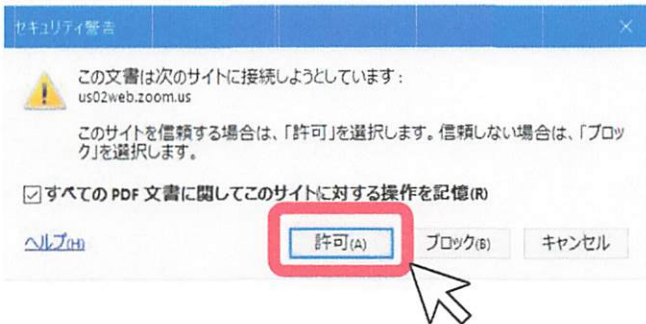 セキュリティ警告
この文書は次のサイトに接続しようとしています:
us02web.zoom.us
このサイトを信頼する場合は、「許可」を選択します。信頼しない場合は、「ブロッ
ク」を選択します。
すべての PDF 文書に関してこのサイトに対する操作を記憶(R)
ヘルプ(H) 許可(A) ブロック(B) キャンセル